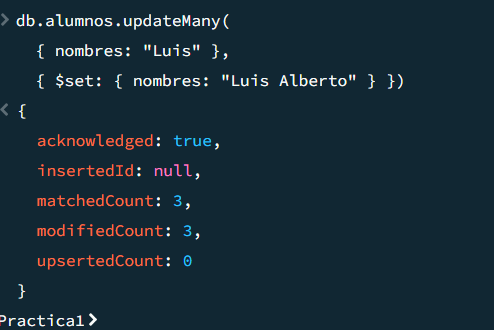 > db.alumnos.updateMany(
{ nombres: "Luis" },
{ $set: { nombres: "Luis Alberto" } })
< {
acknowledged: true,
insertedId: null,
matchedCount: 3,
modifiedCount: 3,
upsertedCount: 0
}
Practica1>